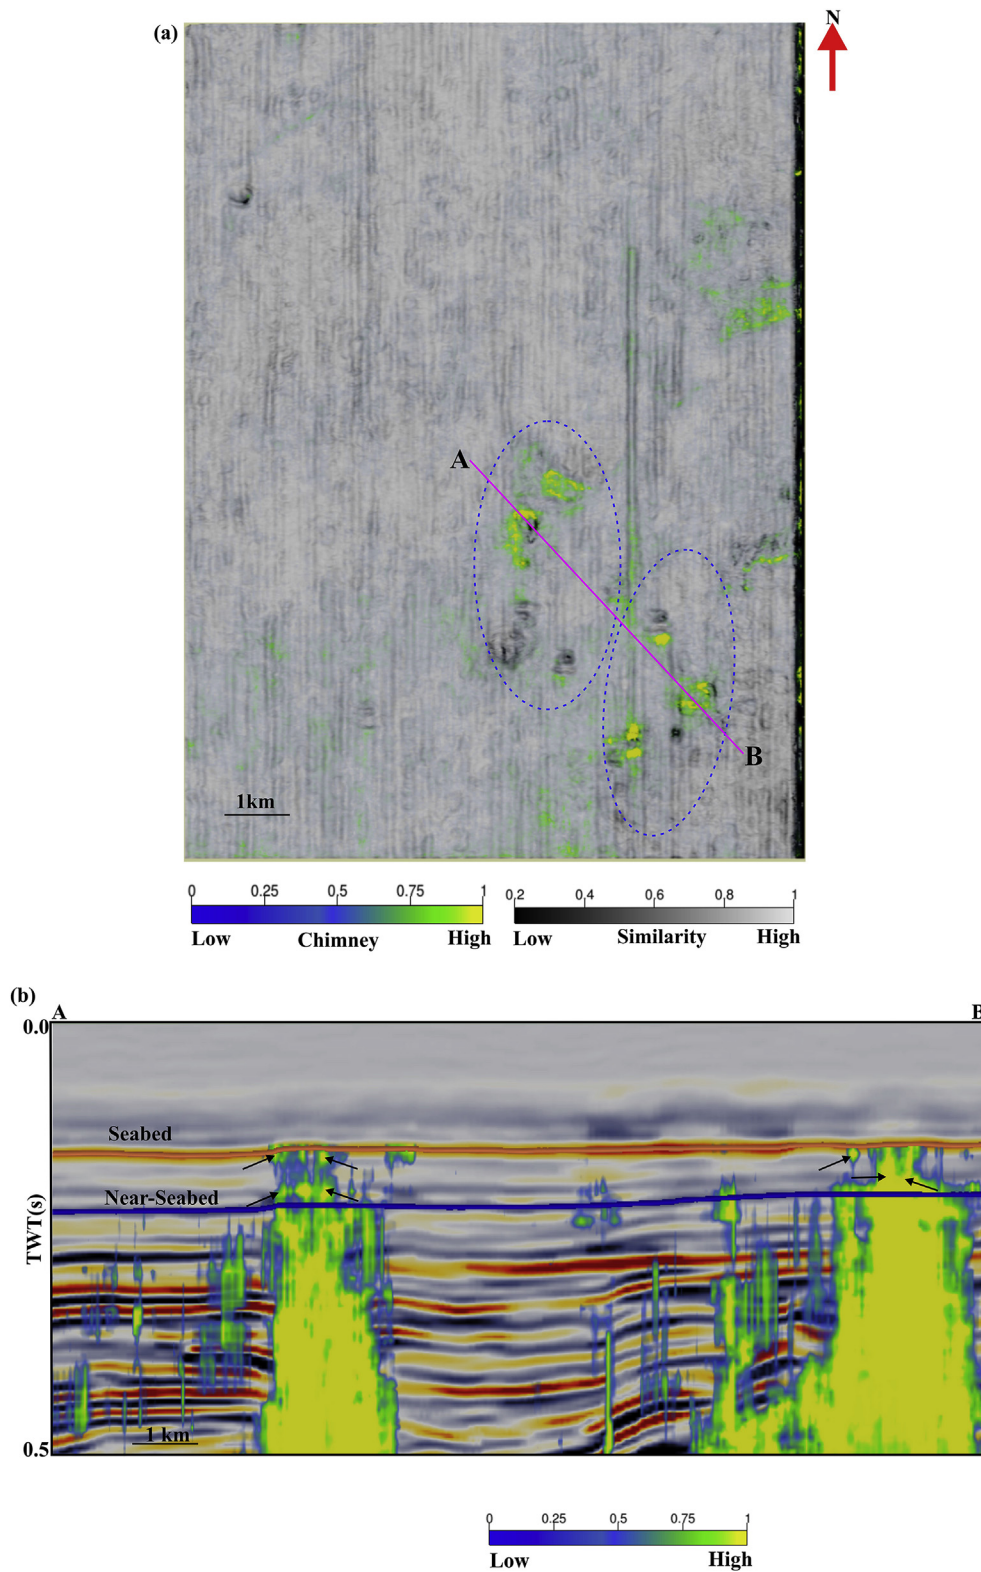 (a)
N
A
B
1km
0 0.25 0.5 0.75 1
Low Chimney High
0.2 0.4 0.6 0.8 1
Low Similarity High
(b)
A B
0.0
Seabed
Near-Seabed
TWT(s)
1 km
0.5
0 0.25 0.5 0.75 1
Low High